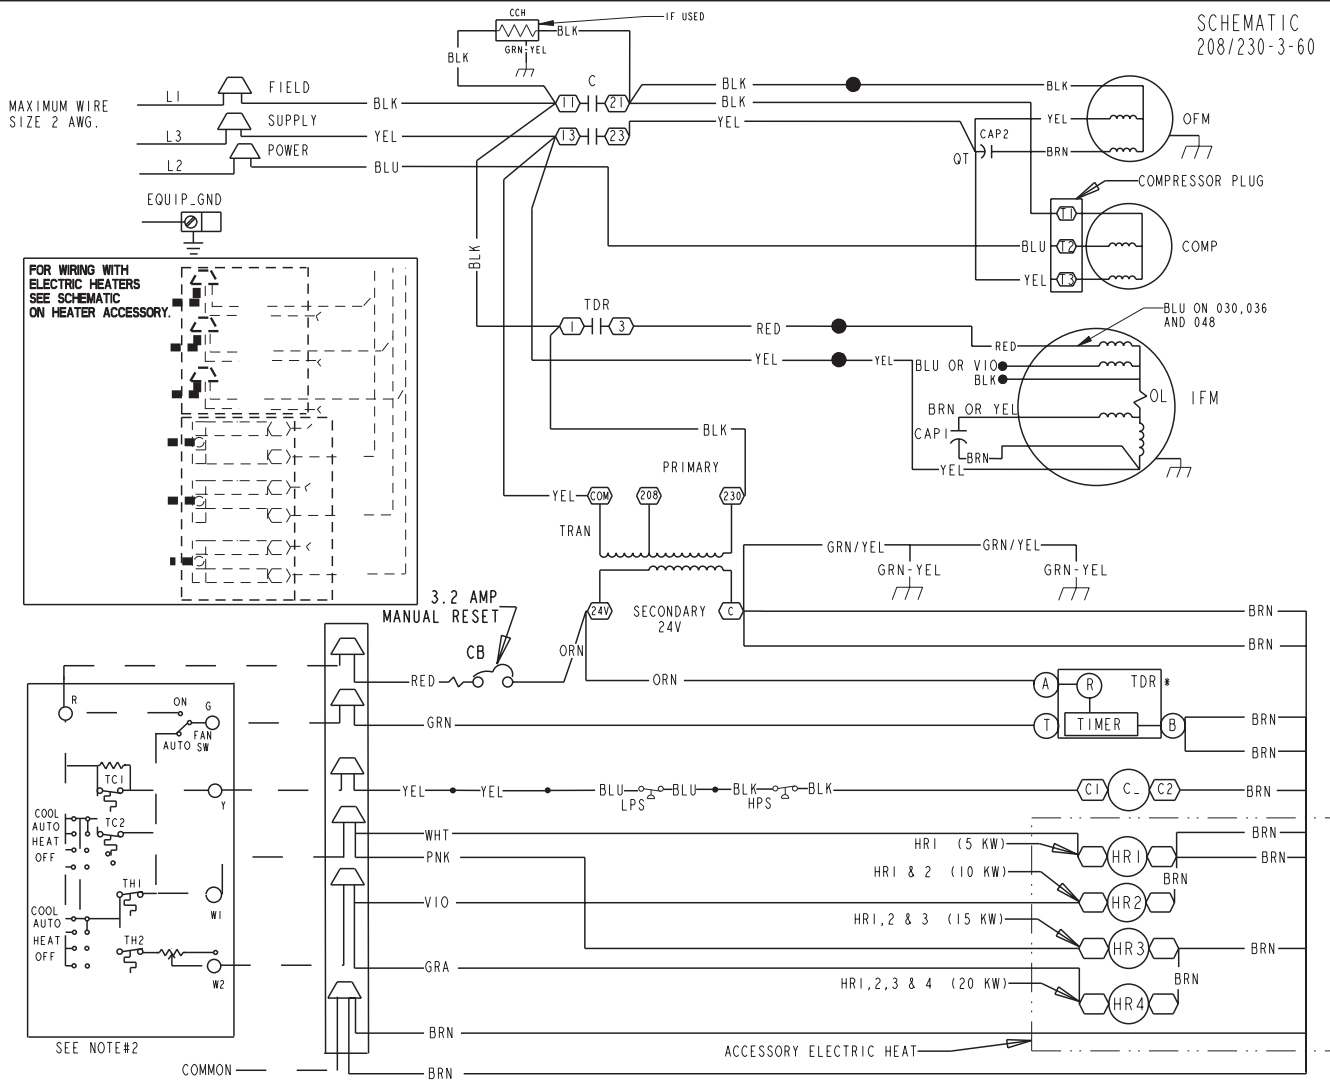 SCHEMATIC
208/230-3-60
CCH
IF USED
BLK
GRN-YEL
BLK
MAXIMUM WIRE
SIZE 2 AWG.
L1
FIELD
BLK
C
11
21
BLK
BLK
BLK
L3
SUPPLY
YEL
13
23
YEL
YEL
CAP2
OFM
L2
POWER
BLU
QT
BRN
COMPRESSOR PLUG
EQUIP_GND
T1
BLK
BLU
T2
COMP
YEL
T3
FOR WIRING WITH
ELECTRIC HEATERS
SEE SCHEMATIC
ON HEATER ACCESSORY.
TDR
1
3
RED
BLU ON 030,036
AND 048
RED
YEL
YEL
BLU OR VIO
BLK
OL
IFM
BRN OR YEL
CAP1
BRN
YEL
BLK
PRIMARY
YEL
COM
208
230
TRAN
GRN/YEL
GRN/YEL
GRN-YEL
GRN-YEL
3.2 AMP
MANUAL RESET
24V
SECONDARY
24V
C
BRN
CB
ORN
BRN
RED
ORN
A
R
TDR *
R
ON
G
FAN
SW
AUTO
GRN
T
TIMER
B
BRN
BRN
TC1
Y
YEL
YEL
BLU
LPS
BLU
BLK
HPS
BLK
C1
C_
C2
BRN
COOL
AUTO
HEAT
OFF
TC2
WHT
HR1 (5 KW)
BRN
PNK
HR1
BRN
BRN
HR1 & 2 (10 KW)
TH1
W1
VIO
HR2
COOL
AUTO
HEAT
OFF
HR1,2 & 3 (15 KW)
TH2
HR3
BRN
W2
GRA
HR1,2,3 & 4 (20 KW)
BRN
HR4
BRN
SEE NOTE#2
ACCESSORY ELECTRIC HEAT
COMMON
BRN